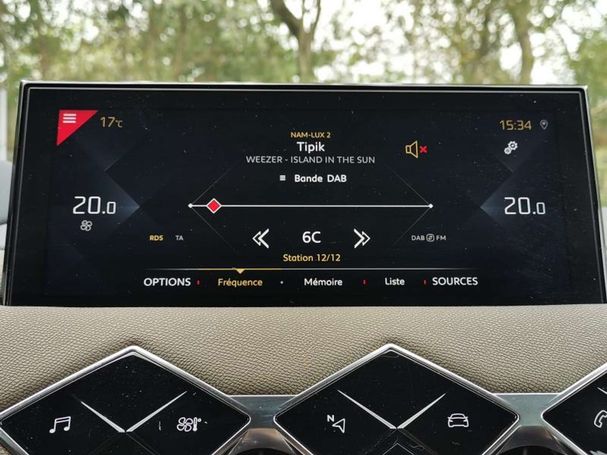 17°C
15:34
NAM-LUX 2
Tipik
WEEZER - ISLAND IN THE SUN
Bande DAB
20.0
20.0
RDS TA
6C
DAB FM
Station 12/12
OPTIONS Fréquence Mémoire Liste SOURCES
N